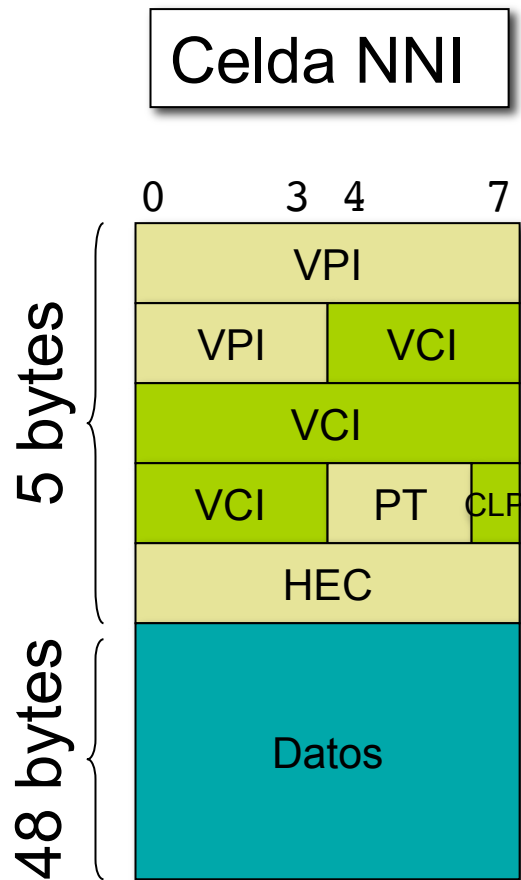 Celda NNI
0 3 4 7
VPI
VPI VCI
VCI
VCI PT CLP
HEC
5 bytes
Datos
48 bytes